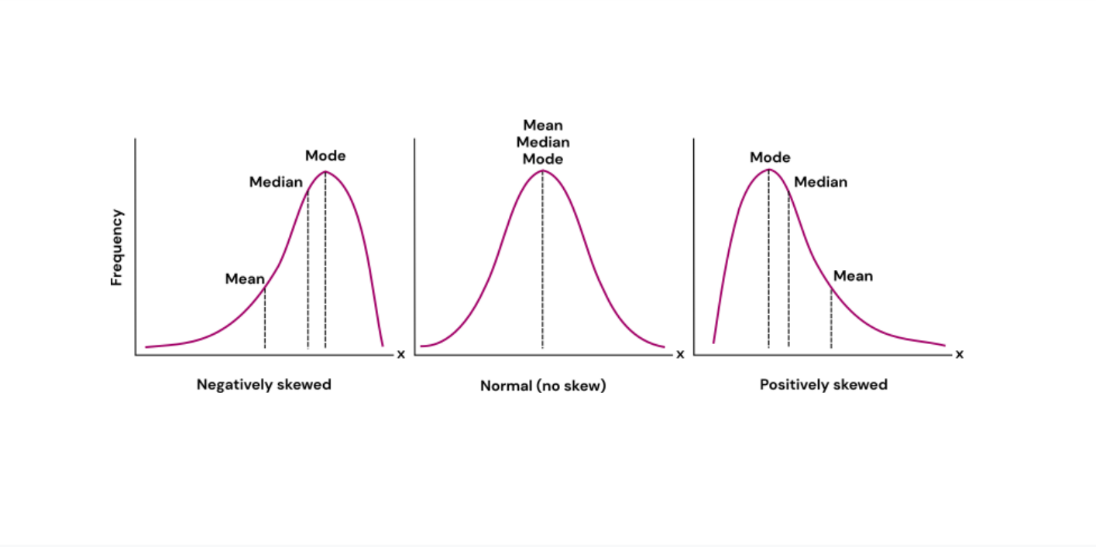 Frequency
Mode
Median
Mean
x
Negatively skewed
Mean
Median
Mode
x
Normal (no skew)
Mode
Median
Mean
x
Positively skewed